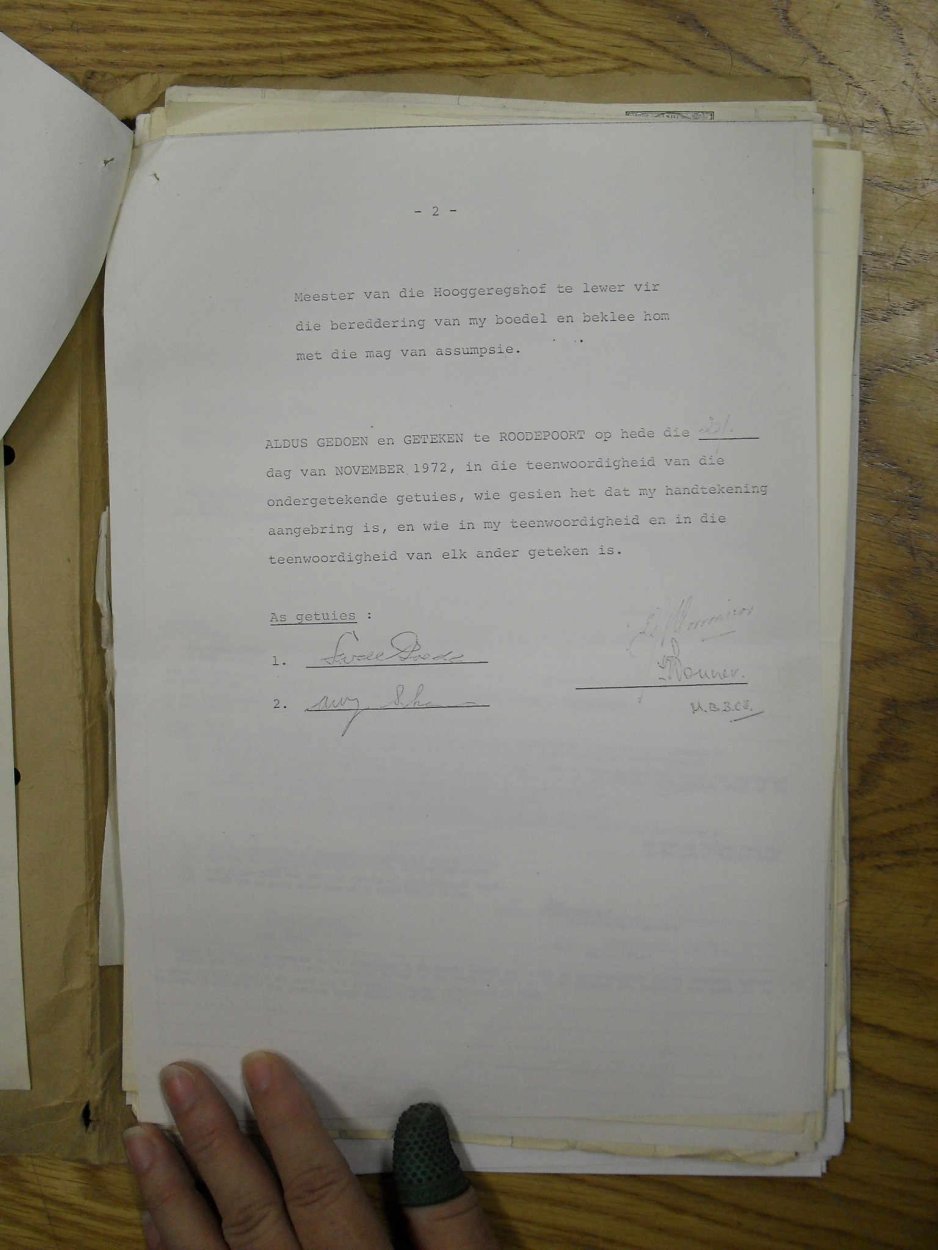 - 2 -
Meester van die Hooggeregshof te lewer vir
die bereddering van my boedel en beklee hom
met die mag van assumpsie.
ALDUS GEDOEN en GETEKEN te ROODEPOORT op hede die
dag van NOVEMBER 1972, in die teenwoordigheid van die
ondergetekende getuies, wie gesien het dat my handtekening
aangebring is, en wie in my teenwoordigheid en in die
teenwoordigheid van elk ander geteken is.
As getuies :
1.
2.